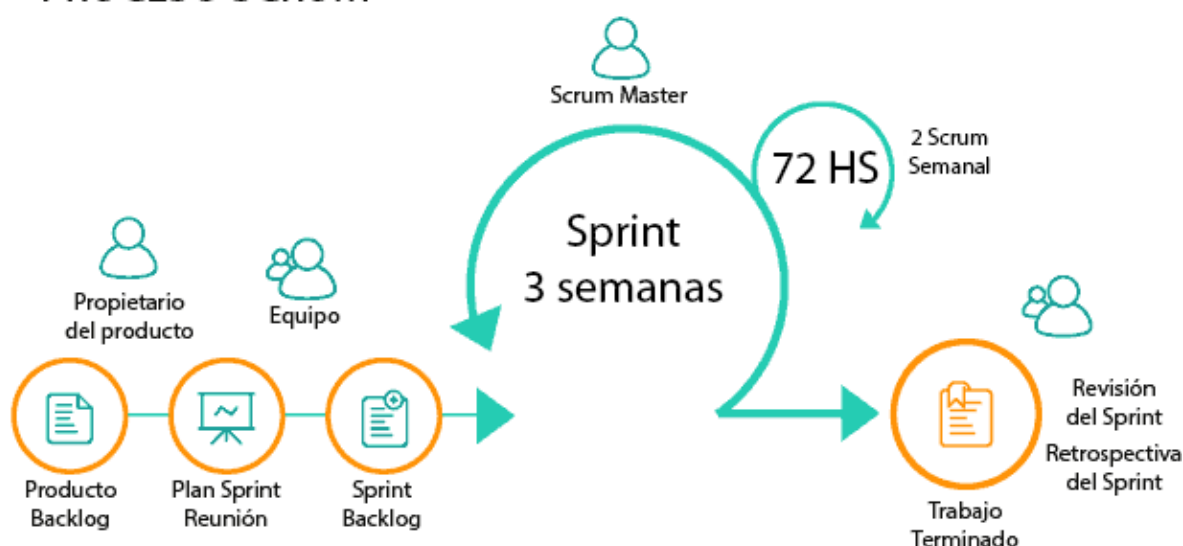 Scrum Master
2 Scrum
Semanal
72 HS
Sprint
3 semanas
Propietario
del producto
Equipo
Producto
Backlog
Plan Sprint
Reunión
Sprint
Backlog
Revisión
del Sprint
Retrospectiva
del Sprint
Trabajo
Terminado